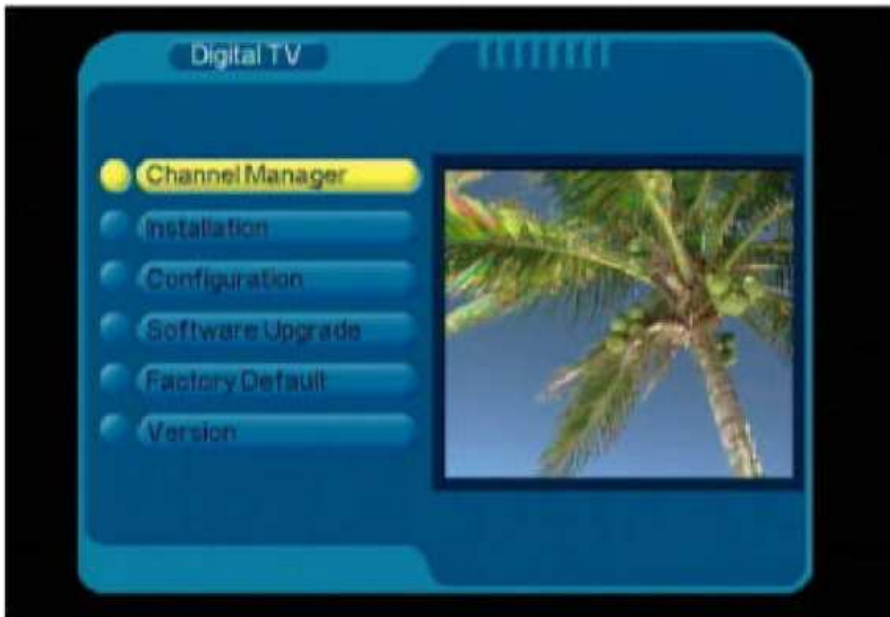 Digital TV
Channel Manager
Installation
Configuration
Software Upgrade
Factory Default
Version